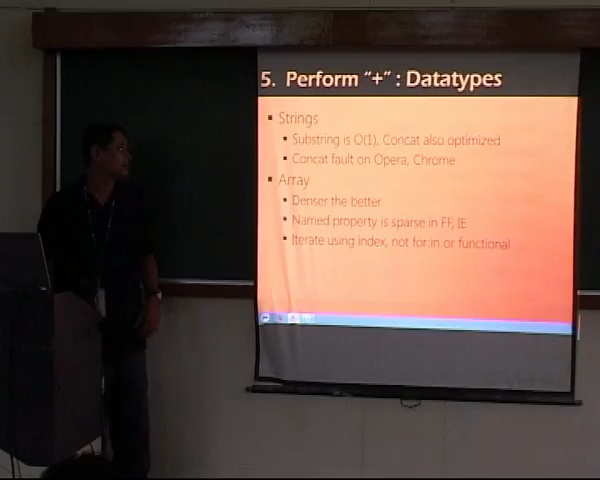 5. Perform "+" : Datatypes
Strings
Substring is O(1), Concat also optimized
Concat fault on Opera, Chrome
Array
Denser the better
Named property is sparse in FF, IE
Iterate using index, not for:in or functional